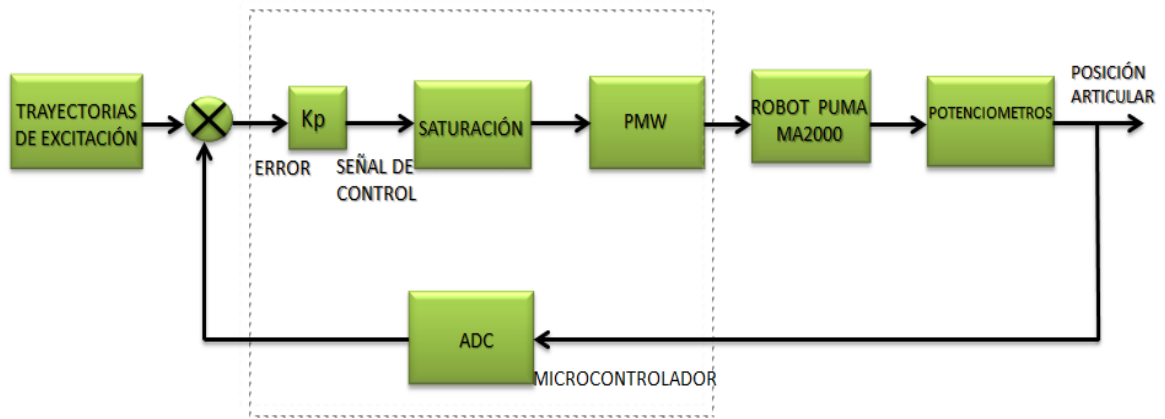 TRAYECTORIAS
DE EXCITACIÓN
Kp
ERROR
SEÑAL DE
CONTROL
SATURACIÓN
PMW
ROBOT PUMA
MA2000
POTENCIOMETROS
POSICIÓN
ARTICULAR
ADC
MICROCONTROLADOR